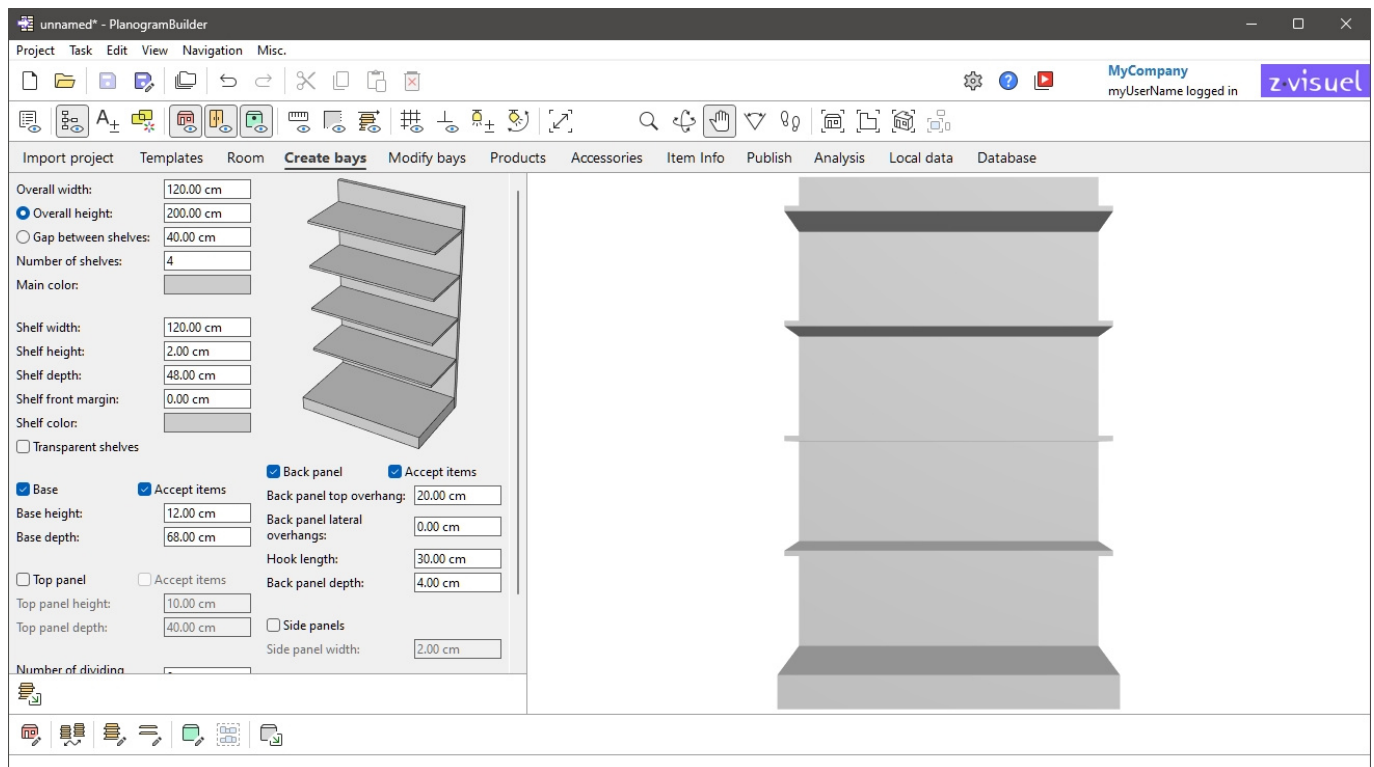 unnamed* - PlanogramBuilder
Project Task Edit View Navigation Misc.
MyCompany
myUserName logged in
z·visuel
Import project Templates Room Create bays Modify bays Products Accessories Item Info Publish Analysis Local data Database
Overall width: 120.00 cm
Overall height: 200.00 cm
Gap between shelves: 40.00 cm
Number of shelves: 4
Main color:
Shelf width: 120.00 cm
Shelf height: 2.00 cm
Shelf depth: 48.00 cm
Shelf front margin: 0.00 cm
Shelf color:
Transparent shelves
Base Accept items
Base height: 12.00 cm
Base depth: 68.00 cm
Top panel Accept items
Top panel height: 10.00 cm
Top panel depth: 40.00 cm
Number of dividing
Back panel Accept items
Back panel top overhang: 20.00 cm
Back panel lateral
overhangs: 0.00 cm
Hook length: 30.00 cm
Back panel depth: 4.00 cm
Side panels
Side panel width: 2.00 cm